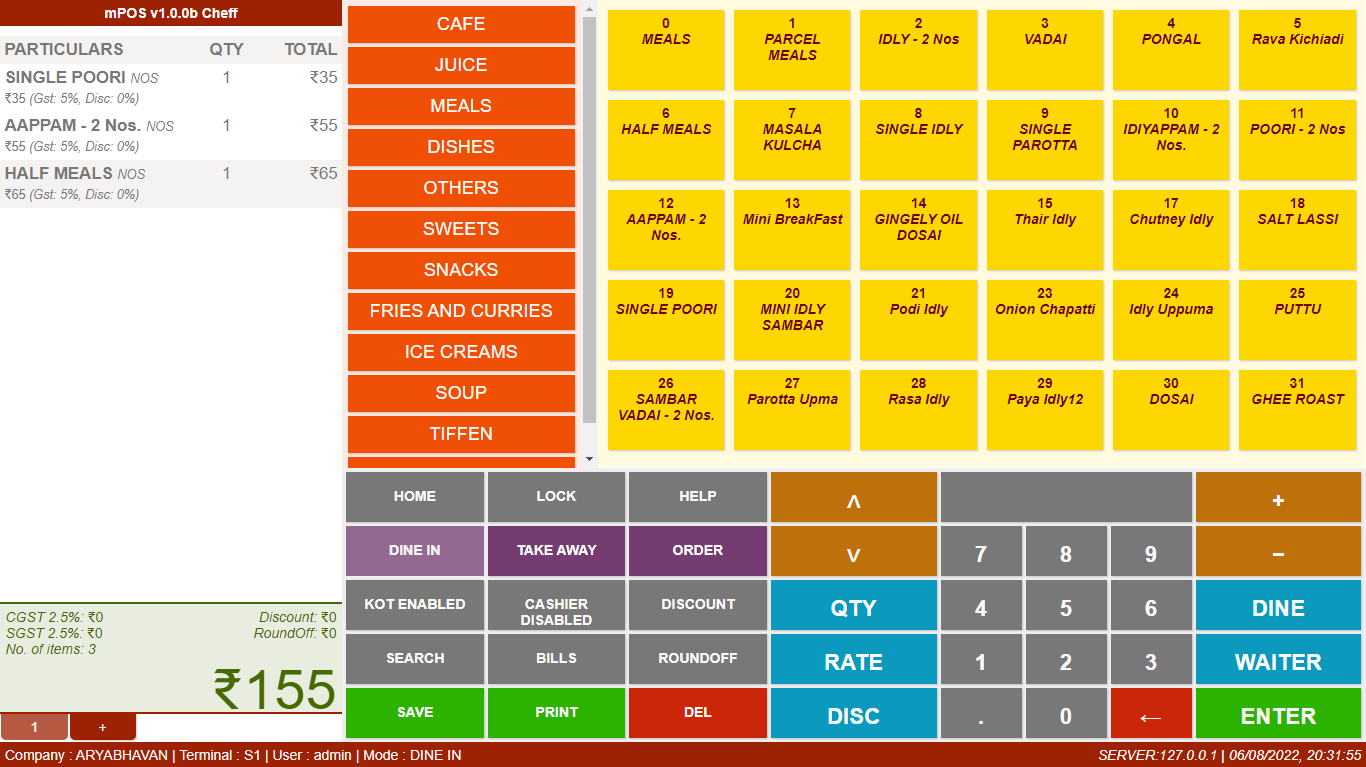 mPOS v1.0.0b Cheff
PARTICULARS QTY TOTAL
SINGLE POORI NOS 1 ₹35
₹35 (Gst: 5%, Disc: 0%)
AAPPAM - 2 Nos. NOS 1 ₹55
₹55 (Gst: 5%, Disc: 0%)
HALF MEALS NOS 1 ₹65
₹65 (Gst: 5%, Disc: 0%)
CGST 2.5%: ₹0 Discount: ₹0
SGST 2.5%: ₹0 RoundOff: ₹0
No. of items: 3
₹155
1 +
CAFE
JUICE
MEALS
DISHES
OTHERS
SWEETS
SNACKS
FRIES AND CURRIES
ICE CREAMS
SOUP
TIFFEN
0
MEALS
1
PARCEL
MEALS
2
IDLY - 2 Nos
3
VADAI
4
PONGAL
5
Rava Kichiadi
6
HALF MEALS
7
MASALA
KULCHA
8
SINGLE IDLY
9
SINGLE
PAROTTA
10
IDIYAPPAM - 2
Nos.
11
POORI - 2 Nos
12
AAPPAM - 2
Nos.
13
Mini BreakFast
14
GINGELY OIL
DOSAI
15
Thair Idly
17
Chutney Idly
18
SALT LASSI
19
SINGLE POORI
20
MINI IDLY
SAMBAR
21
Podi Idly
23
Onion Chapatti
24
Idly Uppuma
25
PUTTU
26
SAMBAR
VADAI - 2 Nos.
27
Parotta Upma
28
Rasa Idly
29
Paya Idly12
30
DOSAI
31
GHEE ROAST
HOME LOCK HELP ˄ +
DINE IN TAKE AWAY ORDER ˅ 7 8 9 −
KOT ENABLED CASHIER
DISABLED DISCOUNT QTY 4 5 6 DINE
SEARCH BILLS ROUNDOFF RATE 1 2 3 WAITER
SAVE PRINT DEL DISC . 0 ← ENTER
Company : ARYABHAVAN | Terminal : S1 | User : admin | Mode : DINE IN SERVER:127.0.0.1 | 06/08/2022, 20:31:55